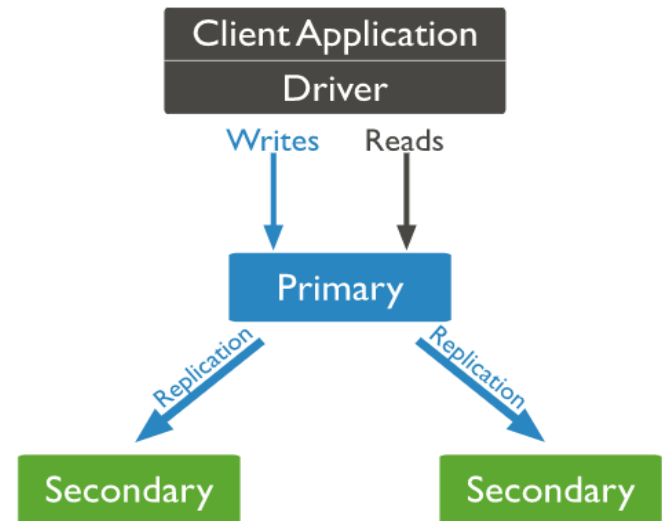 Client Application
Driver
Writes Reads
Primary
Replication Replication
Secondary Secondary